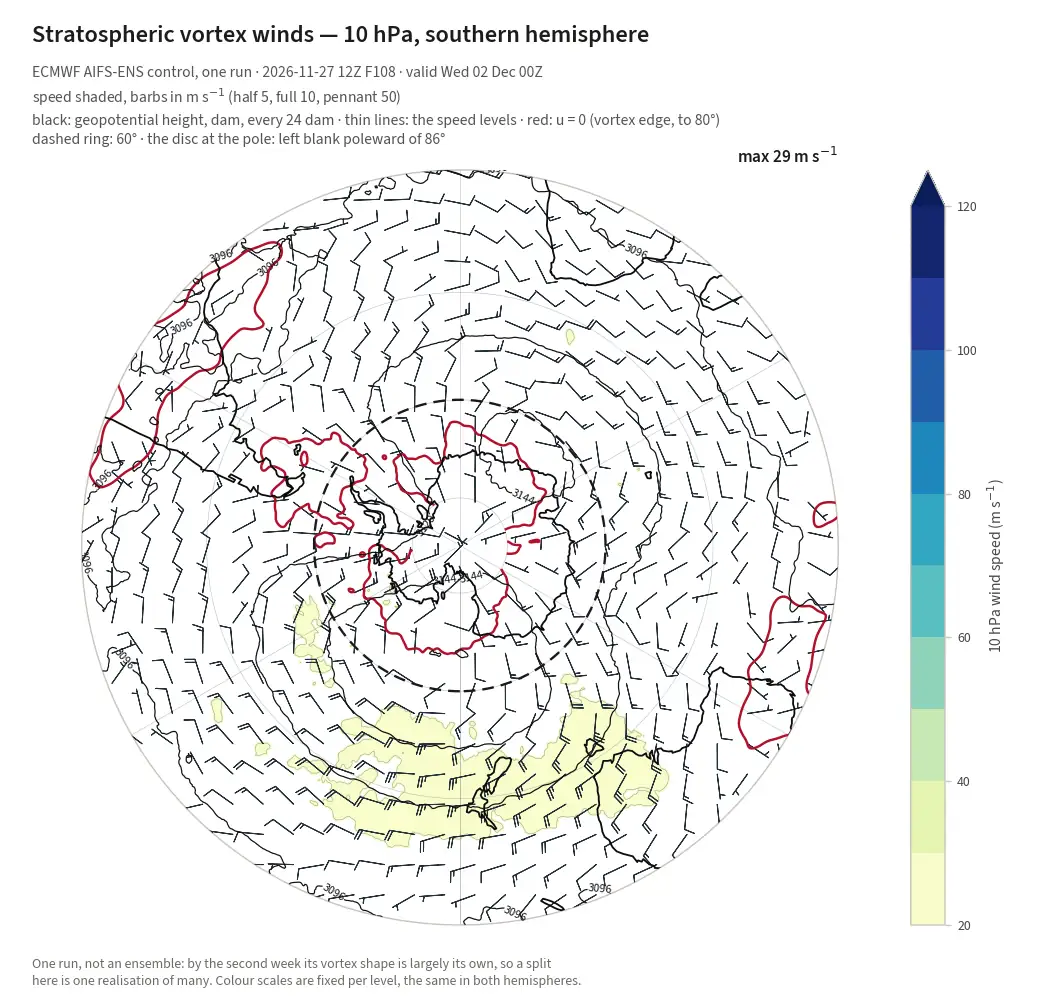 Stratospheric vortex winds — 10 hPa, southern hemisphere
ECMWF AIFS-ENS control, one run · 2026-11-27 12Z F108 · valid Wed 02 Dec 00Z
speed shaded, barbs in m s⁻¹ (half 5, full 10, pennant 50)
black: geopotential height, dam, every 24 dam · thin lines: the speed levels · red: u = 0 (vortex edge, to 80°)
dashed ring: 60° · the disc at the pole: left blank poleward of 86°
max 29 m s⁻¹
120
100
80
60
40
20
10 hPa wind speed (m s⁻¹)
3096
3096
3096
3096
3096
3096
3096
3096
3096
3096
3144
3144
3144
One run, not an ensemble: by the second week its vortex shape is largely its own, so a split
here is one realisation of many. Colour scales are fixed per level, the same in both hemispheres.